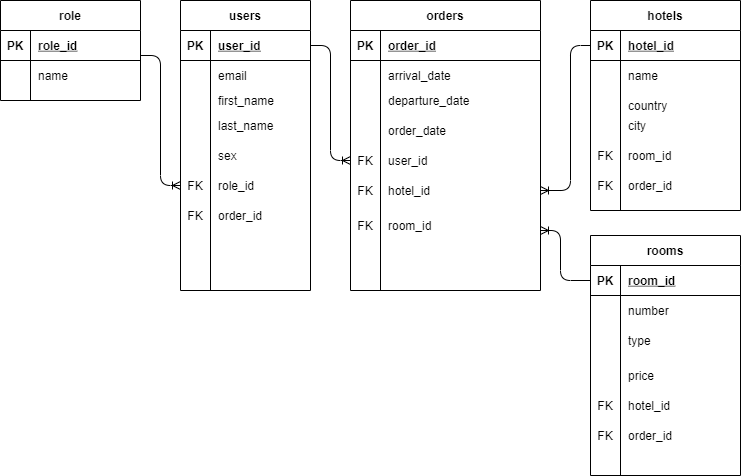 role
PK role_id
name
users
PK user_id
email
first_name
last_name
sex
FK role_id
FK order_id
orders
PK order_id
arrival_date
departure_date
order_date
FK user_id
FK hotel_id
FK room_id
hotels
PK hotel_id
name
country
city
FK room_id
FK order_id
rooms
PK room_id
number
type
price
FK hotel_id
FK order_id